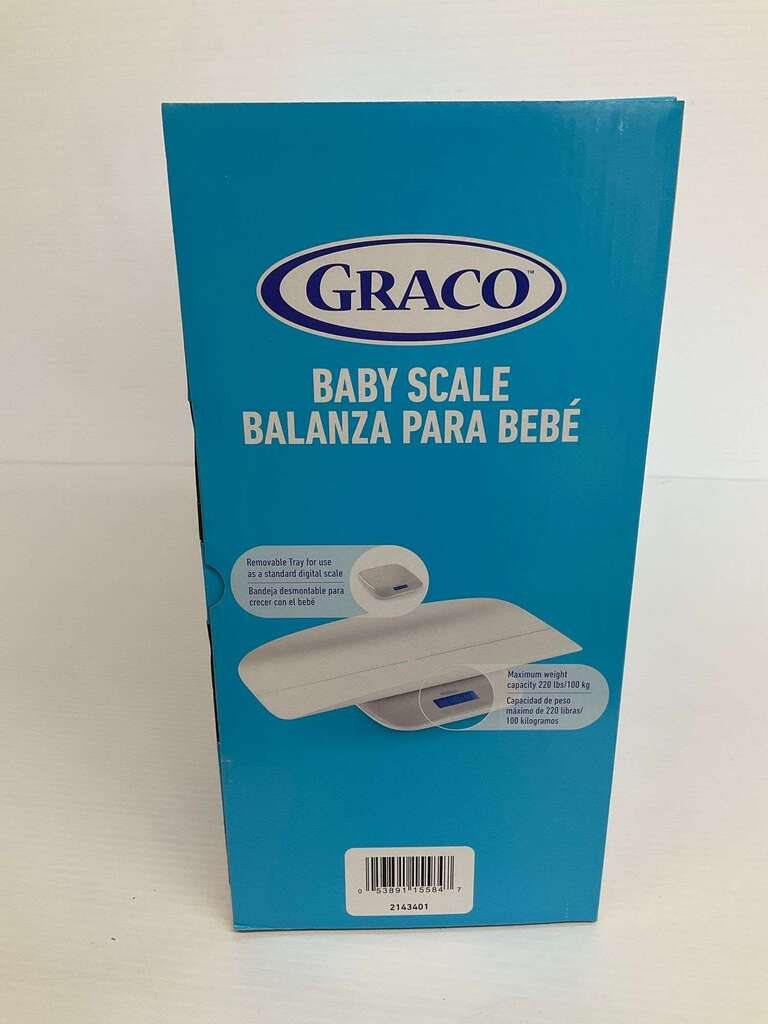 GRACO™
BABY SCALE
BALANZA PARA BEBÉ
Removable Tray for use
as a standard digital scale
Bandeja desmontable para
crecer con el bebé
Maximum weight
capacity 220 lbs/100 kg
Capacidad de peso
máximo de 220 libras/
100 kilogramos
0 53891 15584 7
2143401